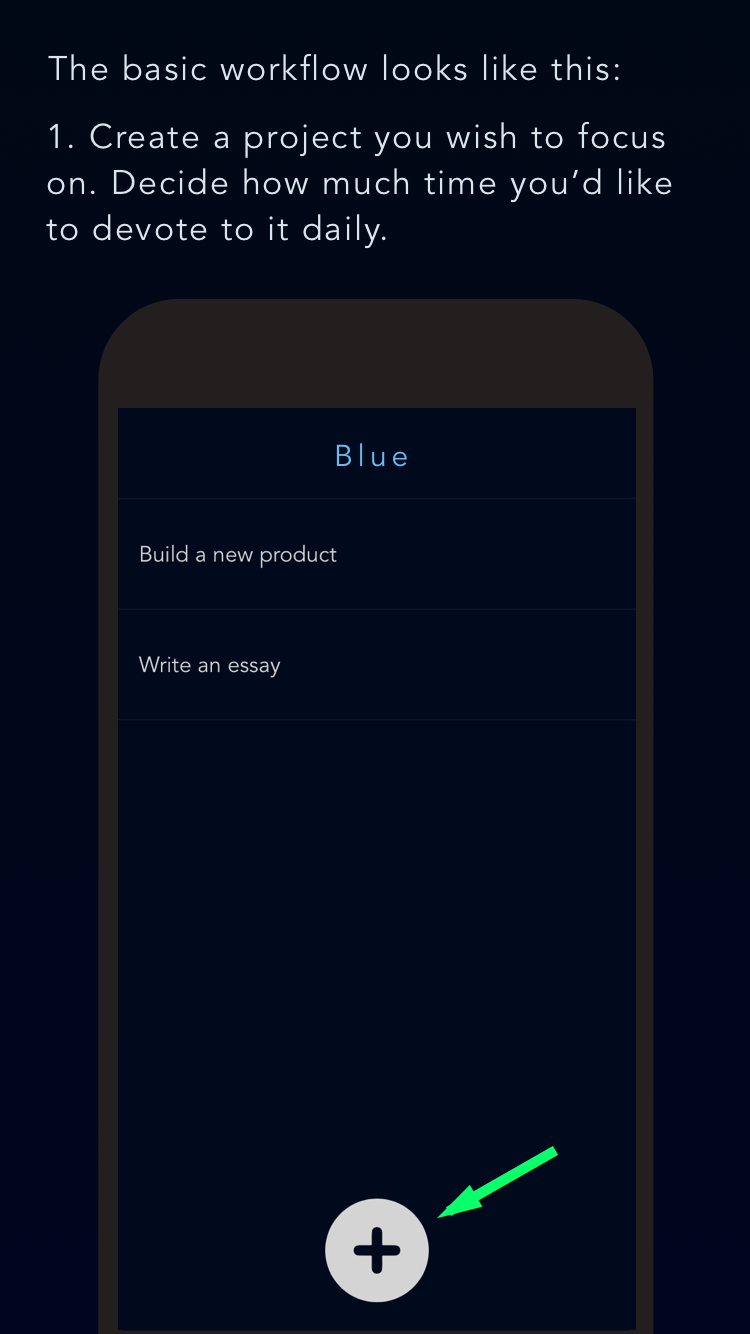 The basic workflow looks like this:
1. Create a project you wish to focus
on. Decide how much time you’d like
to devote to it daily.
Blue
Build a new product
Write an essay